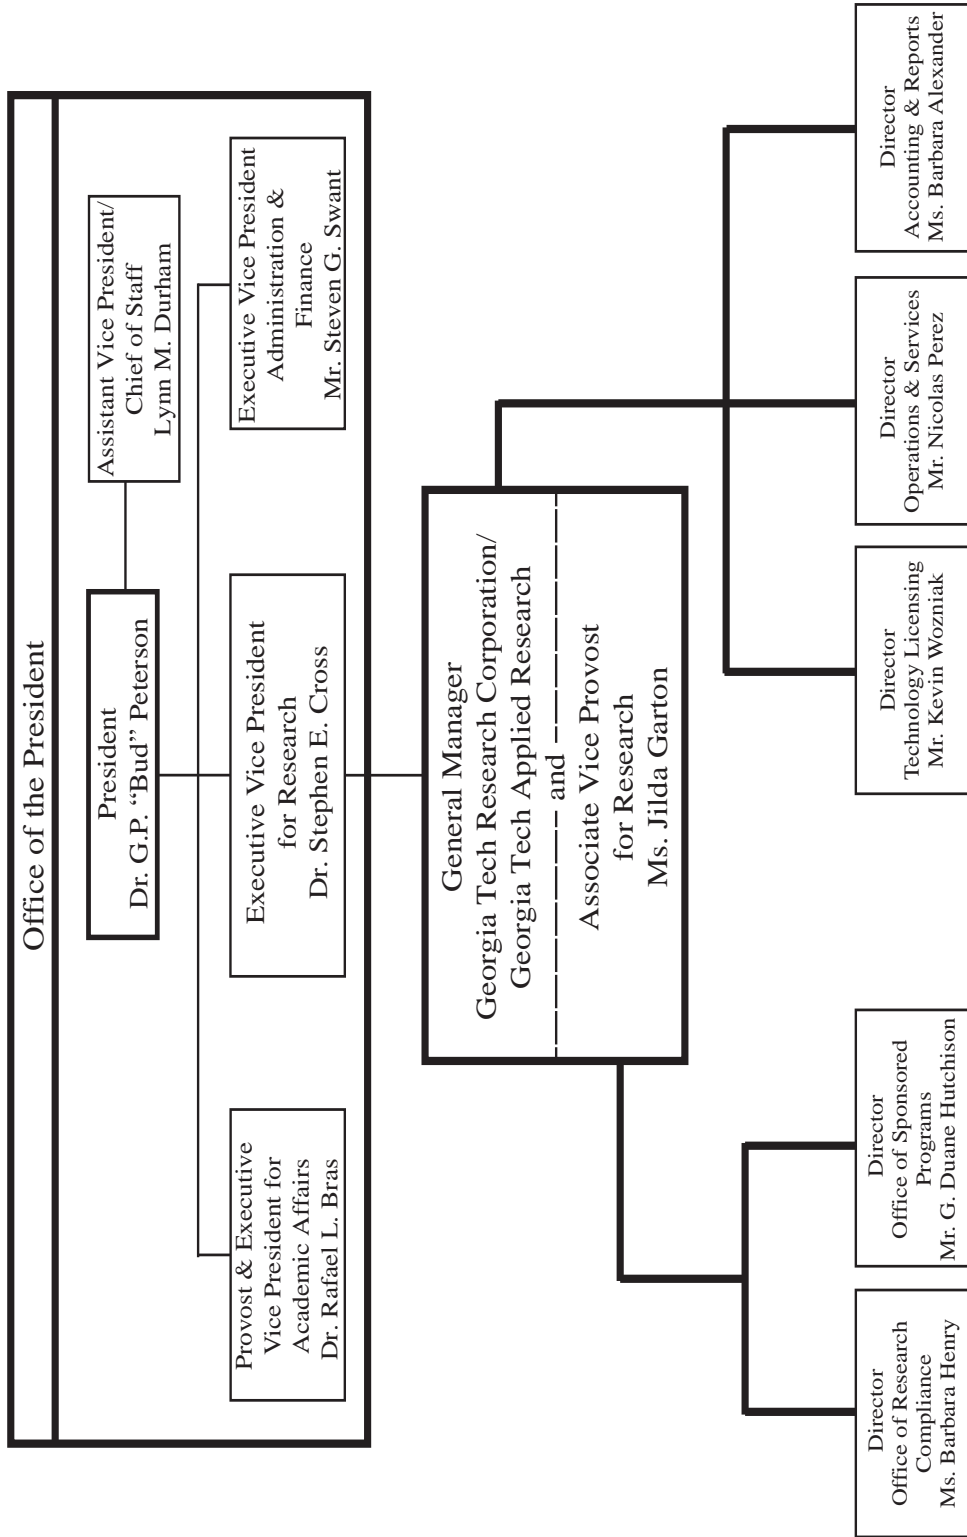 Office of the President
President
Dr. G.P. “Bud” Peterson
Assistant Vice President/
Chief of Staff
Lynn M. Durham
Provost & Executive
Vice President for
Academic Affairs
Dr. Rafael L. Bras
Executive Vice President
for Research
Dr. Stephen E. Cross
Executive Vice President
Administration &
Finance
Mr. Steven G. Swant
General Manager
Georgia Tech Research Corporation/
Georgia Tech Applied Research
and
Associate Vice Provost
for Research
Ms. Jilda Garton
Director
Office of Research
Compliance
Ms. Barbara Henry
Director
Office of Sponsored
Programs
Mr. G. Duane Hutchison
Director
Technology Licensing
Mr. Kevin Wozniak
Director
Operations & Services
Mr. Nicolas Perez
Director
Accounting & Reports
Ms. Barbara Alexander